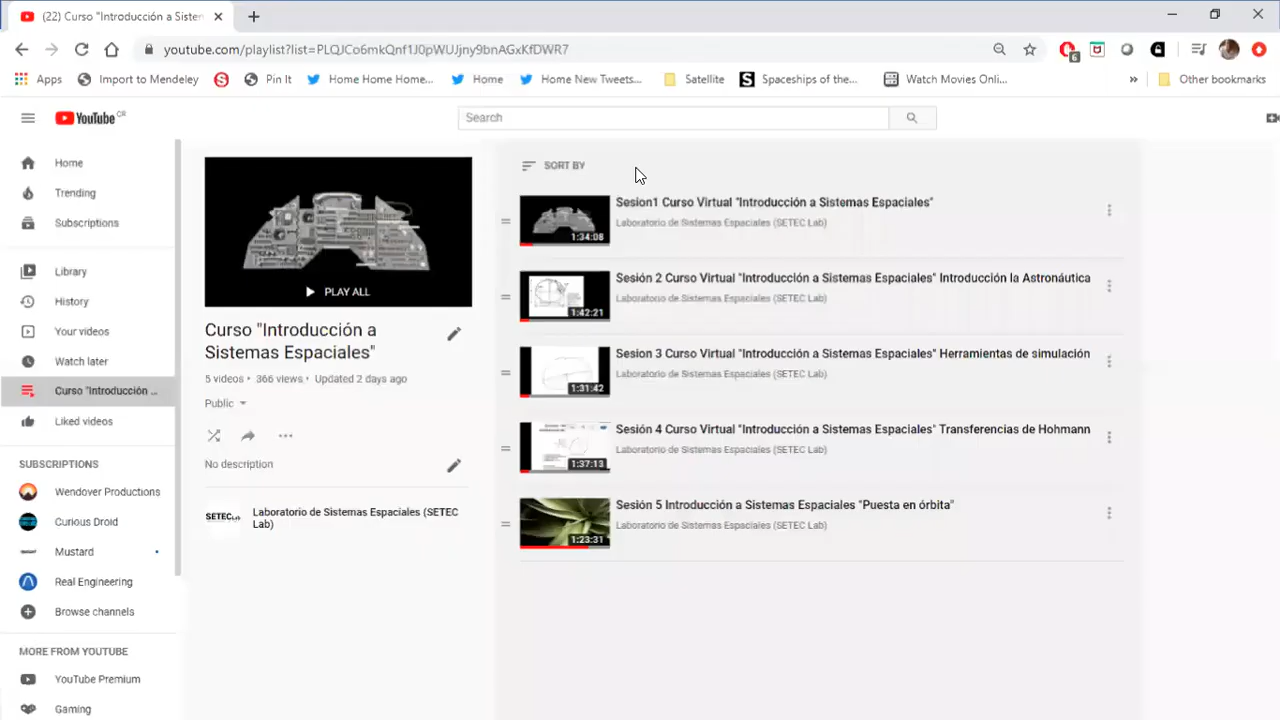 (22) Curso "Introducción a Sister
youtube.com/playlist?list=PLQJCo6mkQnf1J0pWUJjny9bnAGxKfDWR7
6
Apps
Import to Mendeley
Pin It
Home Home Home...
Home
Home New Tweets...
Satellite
Spaceships of the...
Watch Movies Onli...
»
Other bookmarks
YouTube CR
Search
Home
Trending
Subscriptions
Library
History
Your videos
Watch later
Curso "Introducción ...
Liked videos
SUBSCRIPTIONS
Wendover Productions
Curious Droid
Mustard
Real Engineering
Browse channels
MORE FROM YOUTUBE
YouTube Premium
Gaming
PLAY ALL
Curso "Introducción a
Sistemas Espaciales"
5 videos • 366 views • Updated 2 days ago
Public
No description
SETECLab
Laboratorio de Sistemas Espaciales (SETEC
Lab)
SORT BY
1:34:08
Sesion1 Curso Virtual "Introducción a Sistemas Espaciales"
Laboratorio de Sistemas Espaciales (SETEC Lab)
1:42:21
Sesión 2 Curso Virtual "Introducción a Sistemas Espaciales" Introducción la Astronáutica
Laboratorio de Sistemas Espaciales (SETEC Lab)
1:31:42
Sesion 3 Curso Virtual "Introducción a Sistemas Espaciales" Herramientas de simulación
Laboratorio de Sistemas Espaciales (SETEC Lab)
1:37:13
Sesión 4 Curso Virtual "Introducción a Sistemas Espaciales" Transferencias de Hohmann
Laboratorio de Sistemas Espaciales (SETEC Lab)
1:23:31
Sesión 5 Introducción a Sistemas Espaciales "Puesta en órbita"
Laboratorio de Sistemas Espaciales (SETEC Lab)